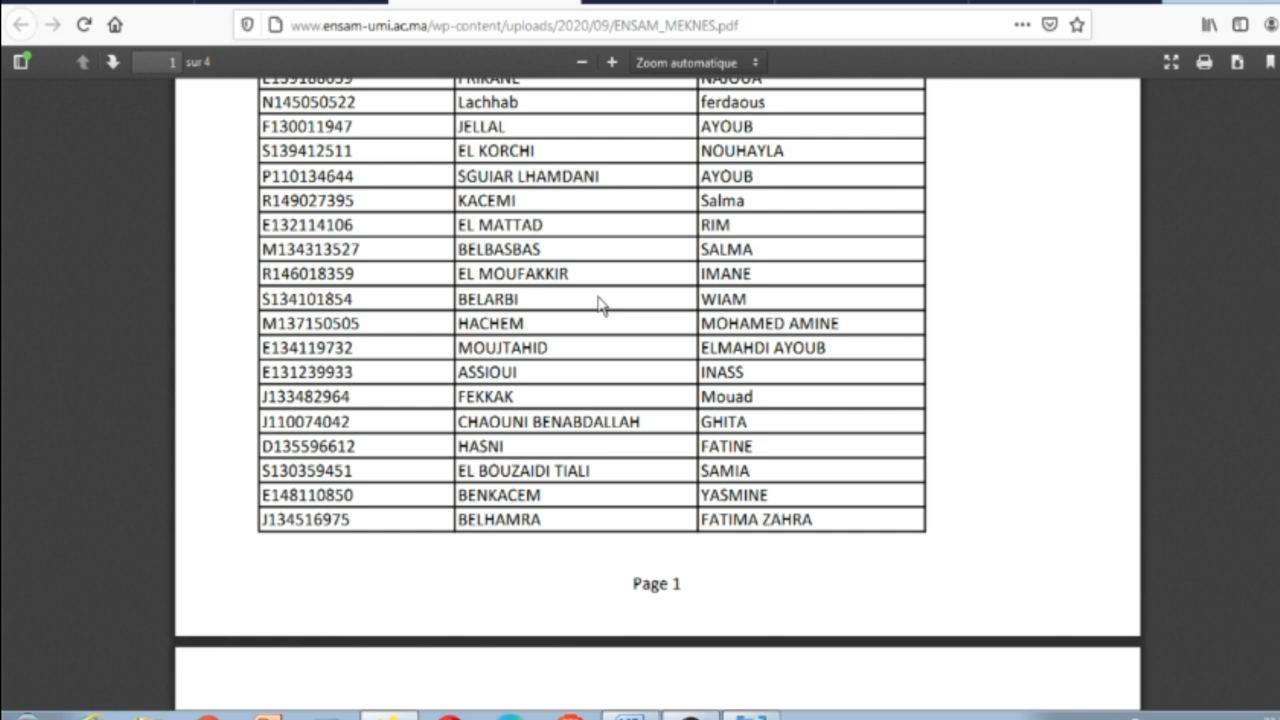 www.ensam-umi.ac.ma/wp-content/uploads/2020/09/ENSAM_MEKNES.pdf
1 sur 4 Zoom automatique
E139188059 FRIKANE NAJOUA
N145050522 Lachhab ferdaous
F130011947 JELLAL AYOUB
S139412511 EL KORCHI NOUHAYLA
P110134644 SGUIAR LHAMDANI AYOUB
R149027395 KACEMI Salma
E132114106 EL MATTAD RIM
M134313527 BELBASBAS SALMA
R146018359 EL MOUFAKKIR IMANE
S134101854 BELARBI WIAM
M137150505 HACHEM MOHAMED AMINE
E134119732 MOUJTAHID ELMAHDI AYOUB
E131239933 ASSIOUI INASS
J133482964 FEKKAK Mouad
J110074042 CHAOUNI BENABDALLAH GHITA
D135596612 HASNI FATINE
S130359451 EL BOUZAIDI TIALI SAMIA
E148110850 BENKACEM YASMINE
J134516975 BELHAMRA FATIMA ZAHRA
Page 1